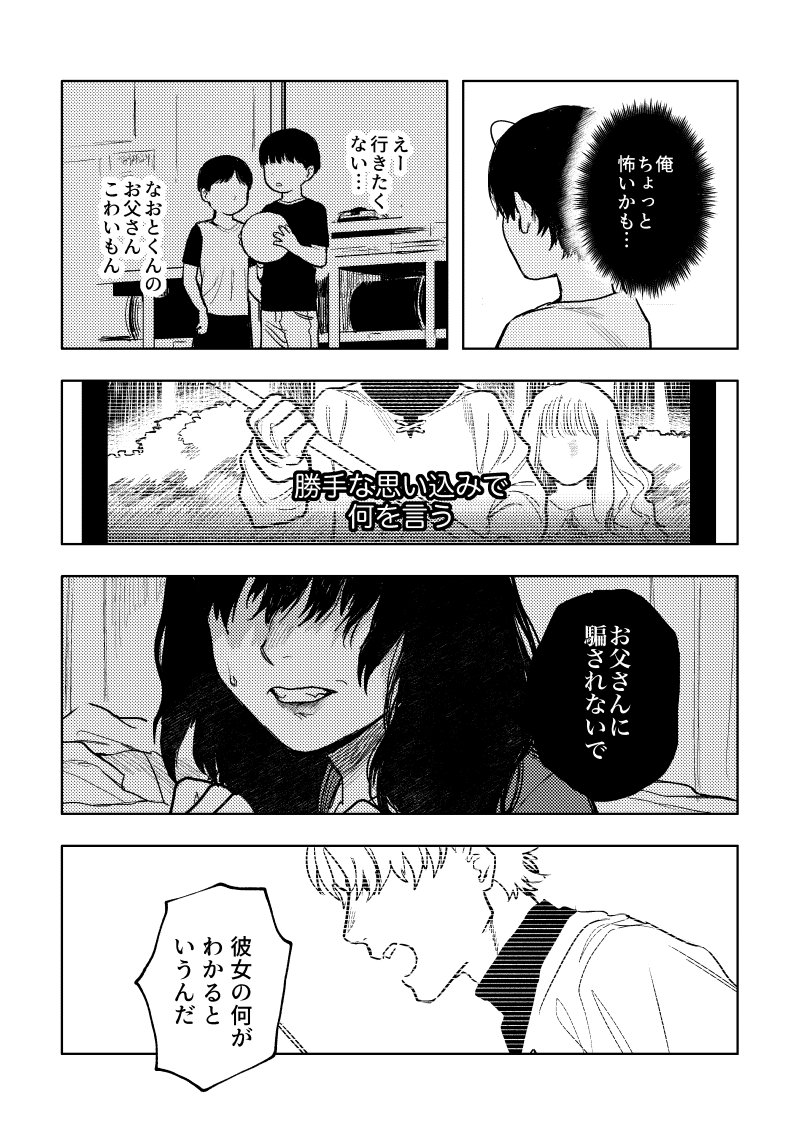 俺
ちょっと
怖いかも…
えー
行きたく
ない…
なおとくんの
お父さん
こわいもん
勝手な思い込みで
何を言う
お父さんに
騙されないで
彼女の何が
わかると
いうんだ